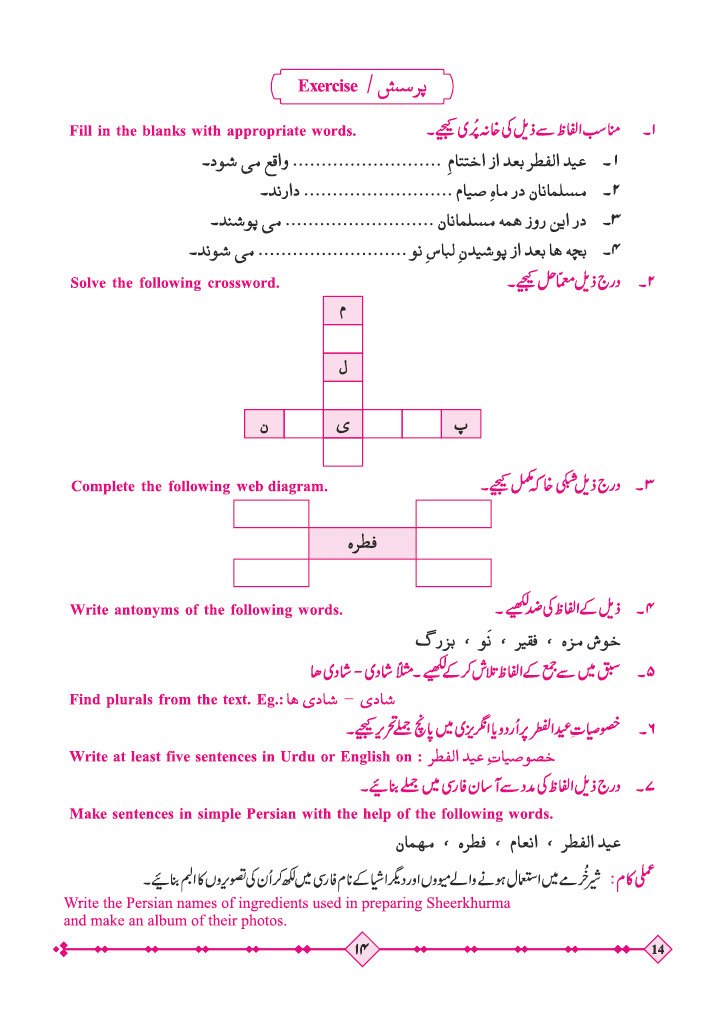 Exercise / پرسش
۱۔ مناسب الفاظ سے ذیل کی خانہ پُری کیجیے۔ Fill in the blanks with appropriate words.
۱۔ عید الفطر بعد از اختتامِ .......................... واقع می شود۔
۲۔ مسلمانان در ماہِ صیام .......................... دارند۔
۳۔ در این روز همه مسلمانان .......................... می پوشند۔
۴۔ بچه ها بعد از پوشیدنِ لباسِ نو .......................... می شوند۔
۲۔ درج ذیل معمّا حل کیجیے۔ Solve the following crossword.
م
ل
پ ی ن
۳۔ درج ذیل شبکی خاکہ مکمل کیجیے۔ Complete the following web diagram.
فطره
۴۔ ذیل کے الفاظ کی ضد لکھیے۔ Write antonyms of the following words.
خوش مزه ، فقیر ، نَو ، بزرگ
۵۔ سبق میں سے جمع کے الفاظ تلاش کرکے لکھیے۔ مثلاً شادی – شادی ها
Find plurals from the text. Eg.: شادی – شادی ها
۶۔ خصوصیاتِ عید الفطر پر اُردو یا انگریزی میں پانچ جملے تحریر کیجیے۔
Write at least five sentences in Urdu or English on : خصوصیاتِ عید الفطر
۷۔ درج ذیل الفاظ کی مدد سے آسان فارسی میں جملے بنائیے۔
Make sentences in simple Persian with the help of the following words.
عید الفطر ، انعام ، فطره ، مهمان
عملی کام: شیر خُرمے میں استعمال ہونے والے میووں اور دیگر اشیا کے نام فارسی میں لکھ کر اُن کی تصویروں کا البم بنائیے۔
Write the Persian names of ingredients used in preparing Sheerkhurma
and make an album of their photos.
۱۴ 14